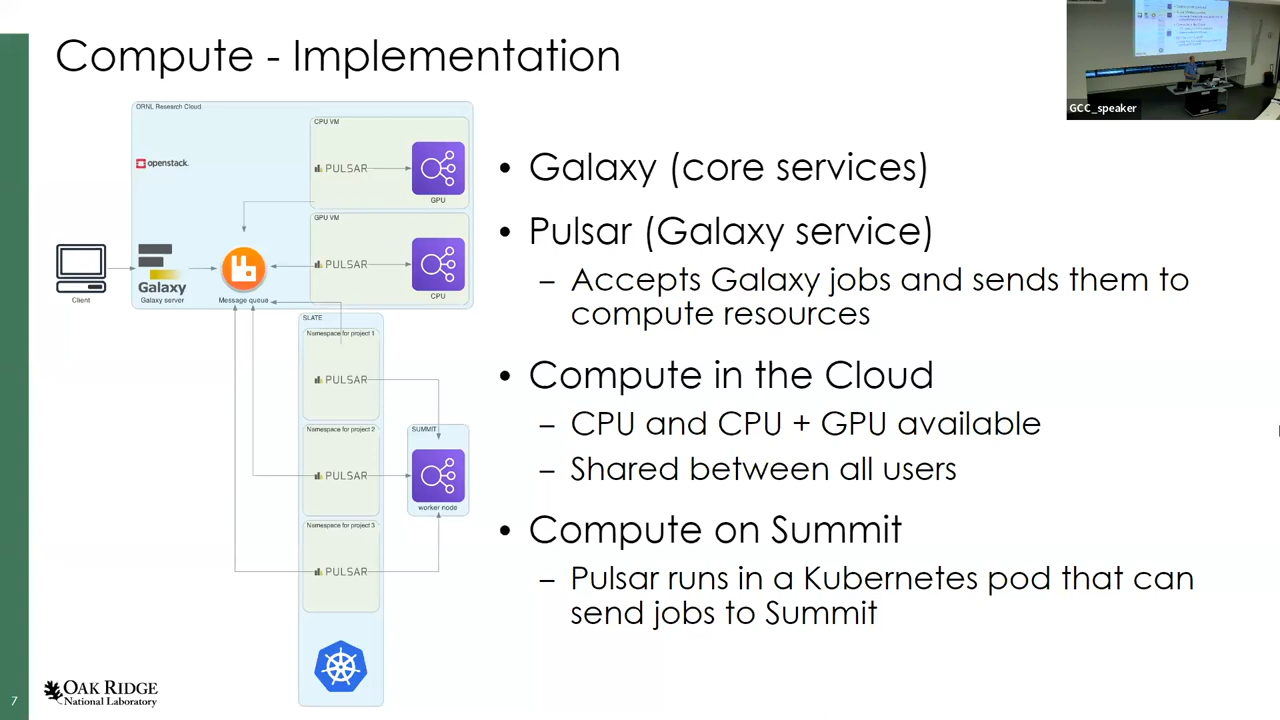 Compute - Implementation
GCC_speaker
ORNL Research Cloud
openstack.
CPU VM
PULSAR
GPU
GPU VM
PULSAR
CPU
Client
Galaxy
Galaxy server
Message queue
SLATE
Namespace for project 1
PULSAR
Namespace for project 2
PULSAR
SUMMIT
worker node
Namespace for project 3
PULSAR
• Galaxy (core services)
• Pulsar (Galaxy service)
– Accepts Galaxy jobs and sends them to
compute resources
• Compute in the Cloud
– CPU and CPU + GPU available
– Shared between all users
• Compute on Summit
– Pulsar runs in a Kubernetes pod that can
send jobs to Summit
7
OAK RIDGE
National Laboratory